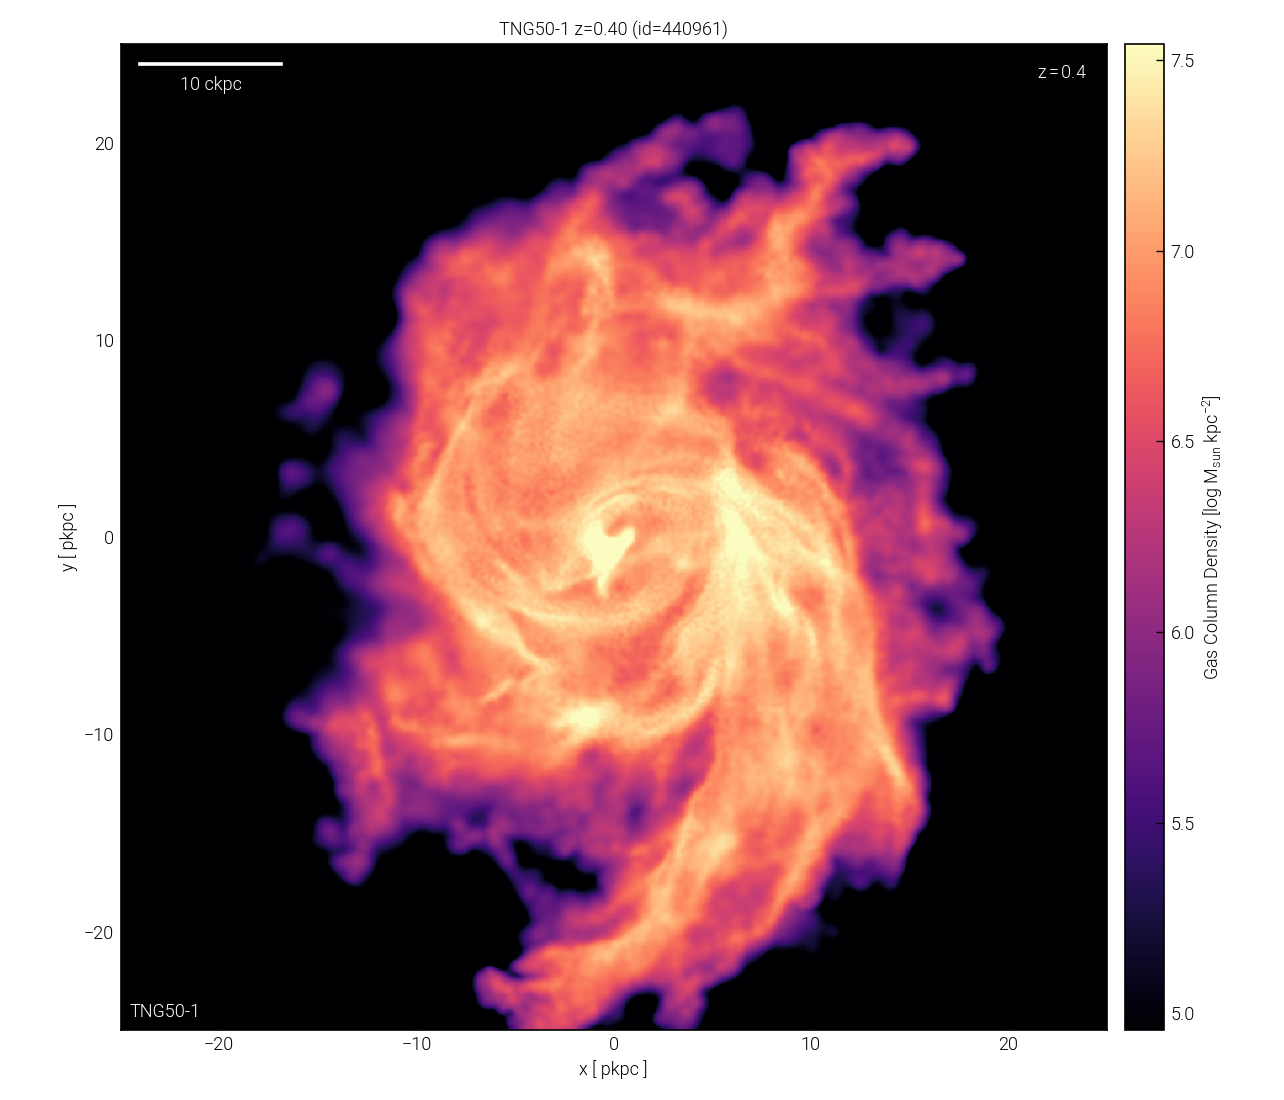 TNG50-1 z=0.40 (id=440961)
10 ckpc
z=0.4
TNG50-1
y [ pkpc ]
20
10
0
−10
−20
−20
−10
0
10
20
x [ pkpc ]
7.5
7.0
6.5
6.0
5.5
5.0
Gas Column Density [log M_sun kpc⁻²]